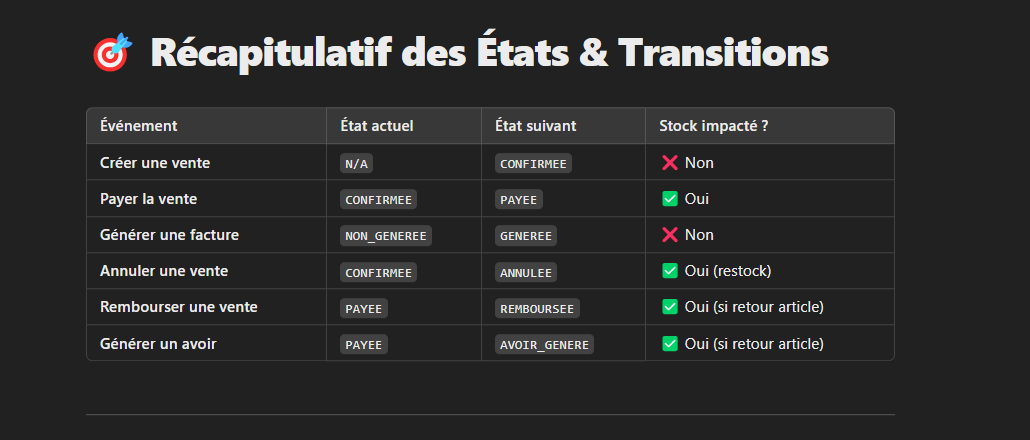 Récapitulatif des États & Transitions
Événement État actuel État suivant Stock impacté ?
Créer une vente N/A CONFIRMEE Non
Payer la vente CONFIRMEE PAYEE Oui
Générer une facture NON_GENEREE GENEREE Non
Annuler une vente CONFIRMEE ANNULEE Oui (restock)
Rembourser une vente PAYEE REMBOURSEE Oui (si retour article)
Générer un avoir PAYEE AVOIR_GENERE Oui (si retour article)